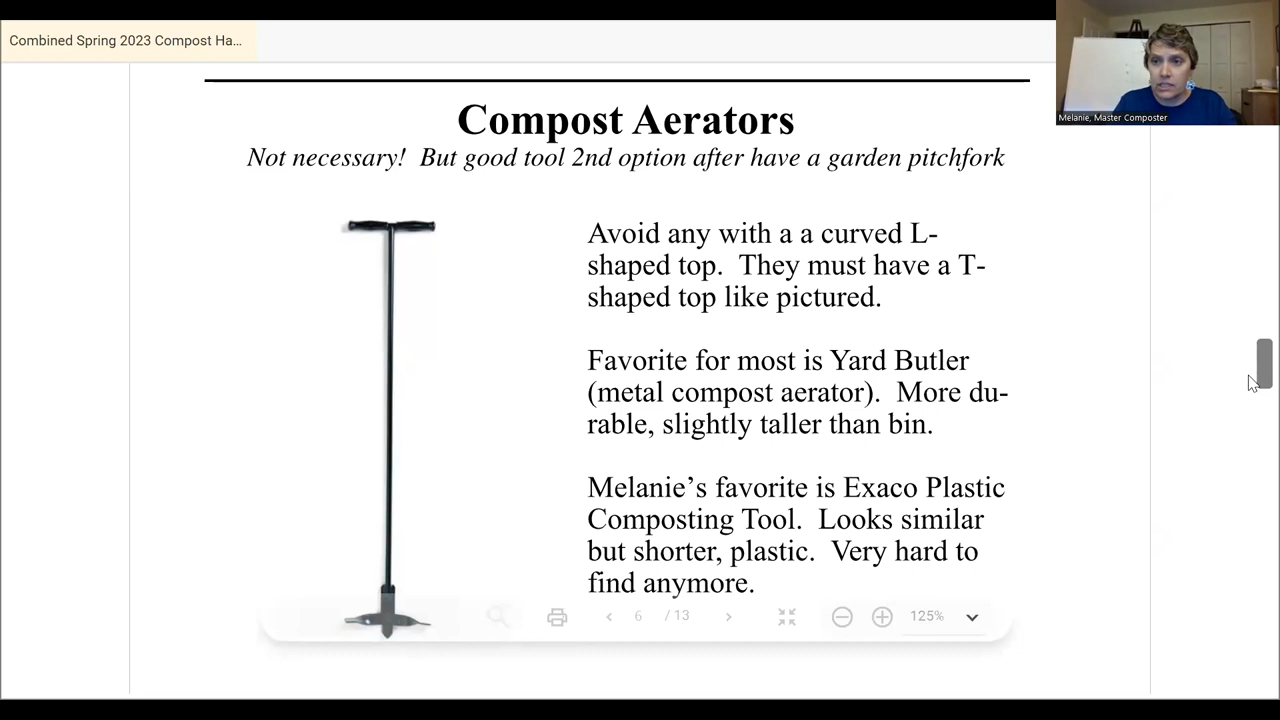 Combined Spring 2023 Compost Ha...
Melanie, Master Composter
Compost Aerators
Not necessary!  But good tool 2nd option after have a garden pitchfork
Avoid any with a a curved L-
shaped top.  They must have a T-
shaped top like pictured.
Favorite for most is Yard Butler
(metal compost aerator).  More du-
rable, slightly taller than bin.
Melanie’s favorite is Exaco Plastic
Composting Tool.  Looks similar
but shorter, plastic.  Very hard to
find anymore.
6 / 13 125%